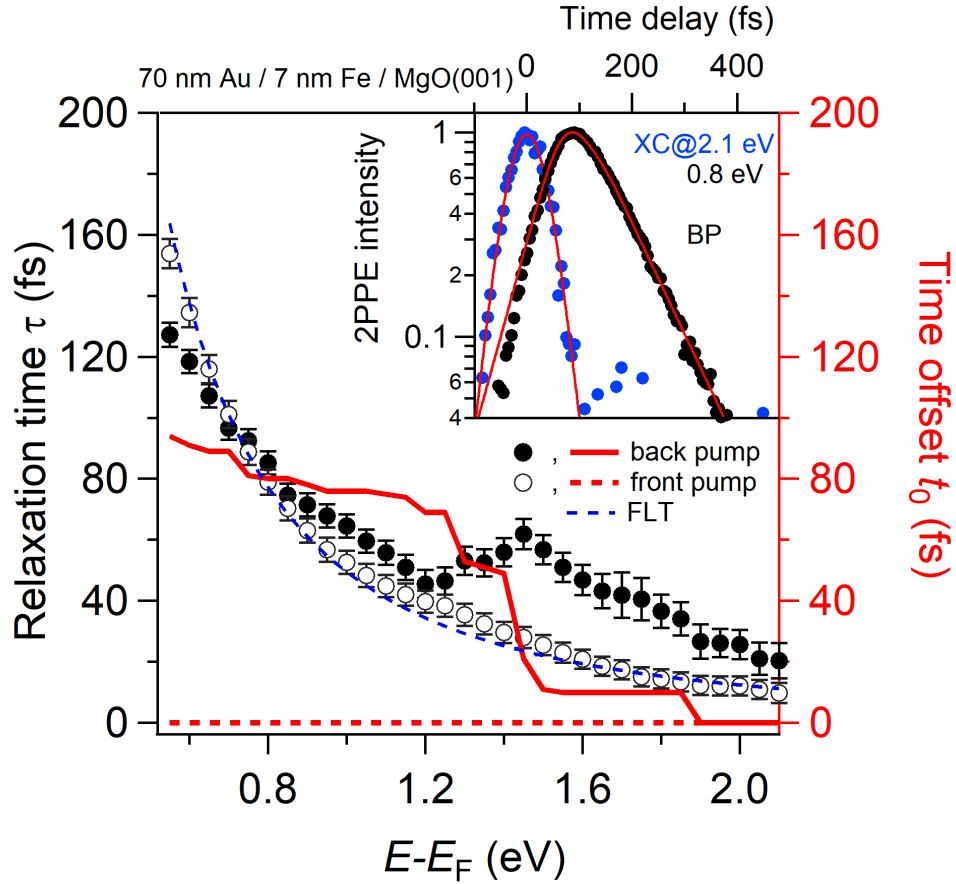 Time delay (fs)
0 200 400
70 nm Au / 7 nm Fe / MgO(001)
200
160
120
80
40
0
Relaxation time τ (fs)
1
6
4
2
0.1
8
6
4
2PPE intensity
XC@2.1 eV
0.8 eV
BP
, back pump
, front pump
FLT
200
160
120
80
40
0
Time offset t0 (fs)
0.8 1.2 1.6 2.0
E-EF (eV)